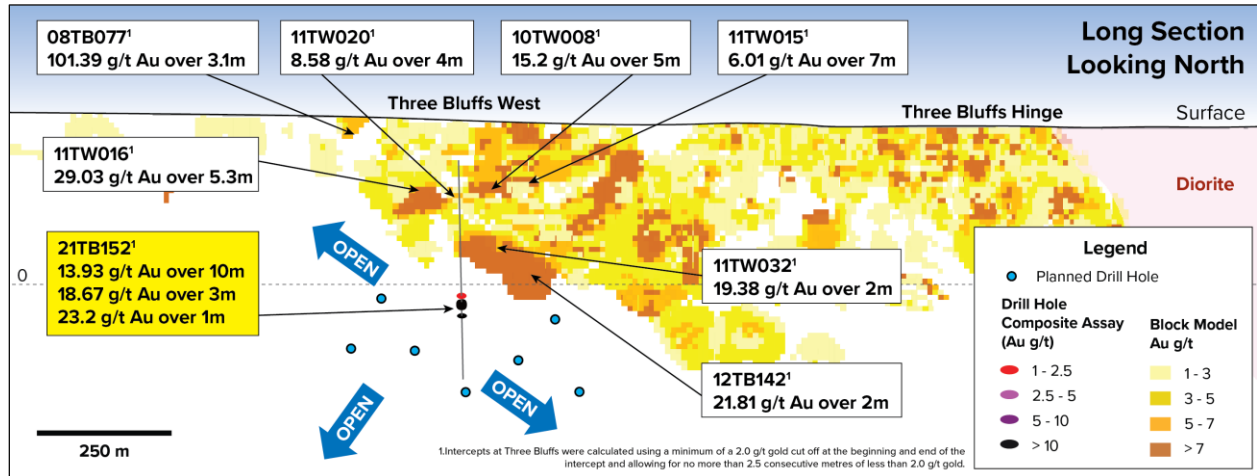 08TB077¹
101.39 g/t Au over 3.1m
11TW020¹
8.58 g/t Au over 4m
10TW008¹
15.2 g/t Au over 5m
11TW015¹
6.01 g/t Au over 7m
Long Section
Looking North
Three Bluffs West
Three Bluffs Hinge
Surface
11TW016¹
29.03 g/t Au over 5.3m
Diorite
21TB152¹
13.93 g/t Au over 10m
18.67 g/t Au over 3m
23.2 g/t Au over 1m
OPEN
0
11TW032¹
19.38 g/t Au over 2m
12TB142¹
21.81 g/t Au over 2m
OPEN
OPEN
250 m
Legend
Planned Drill Hole
Drill Hole
Composite Assay
(Au g/t)
1 - 2.5
2.5 - 5
5 - 10
> 10
Block Model
Au g/t
1 - 3
3 - 5
5 - 7
> 7
1.Intercepts at Three Bluffs were calculated using a minimum of a 2.0 g/t gold cut off at the beginning and end of the
intercept and allowing for no more than 2.5 consecutive metres of less than 2.0 g/t gold.